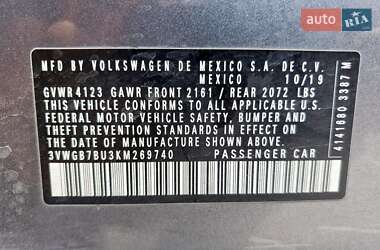 auto RIA
MFD BY VOLKSWAGEN DE MEXICO S.A. DE C.V.
MEXICO 10/19
GVWR 4123 GAWR FRONT 2161 / REAR 2072 LBS
THIS VEHICLE CONFORMS TO ALL APPLICABLE U.S.
FEDERAL MOTOR VEHICLE SAFETY, BUMPER AND
THEFT PREVENTION STANDARDS IN EFFECT ON THE
DATE OF MANUFACTURE SHOWN ABOVE
3VWGB7BU3KM269740 PASSENGER CAR
4141680 3387 M